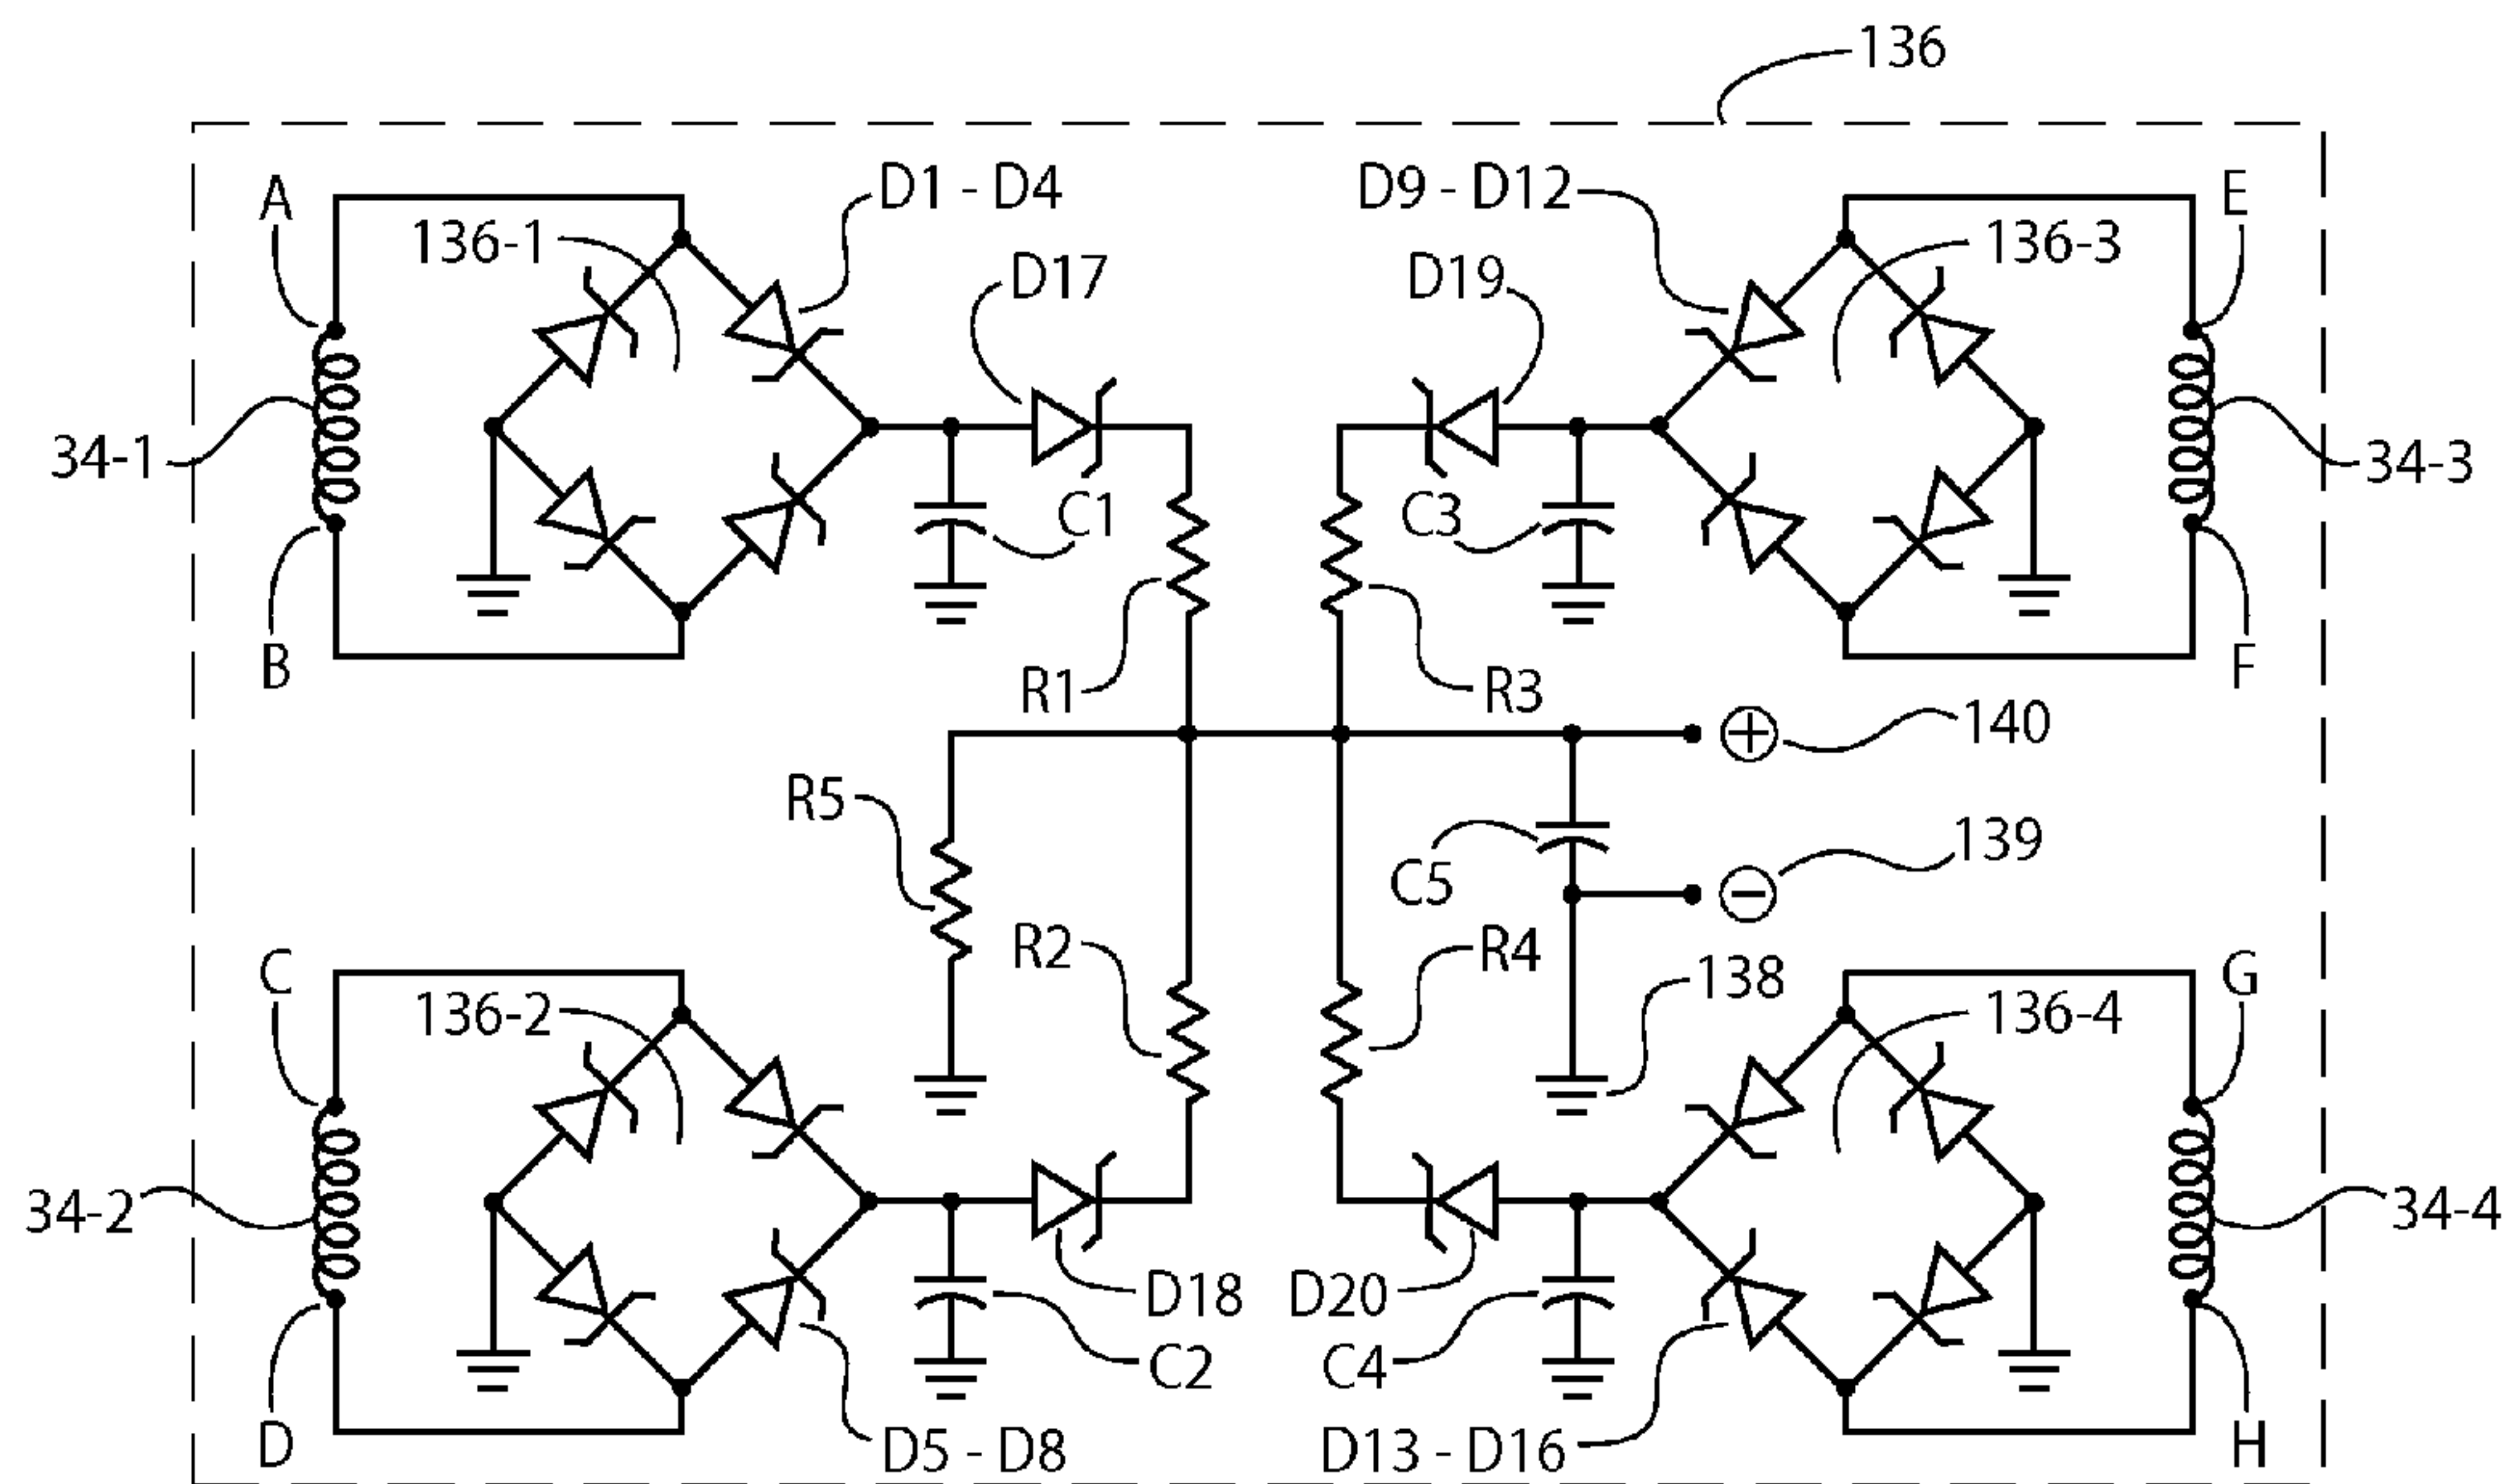 136
A
136-1
D1 - D4
D9 - D12
136-3
E
D17
D19
34-1
C1
C3
34-3
B
R1
R3
F
140
R5
139
C5
C
R2
R4
138
G
136-2
136-4
34-2
D18
D20
34-4
C2
C4
D
D5 - D8
D13 - D16
H